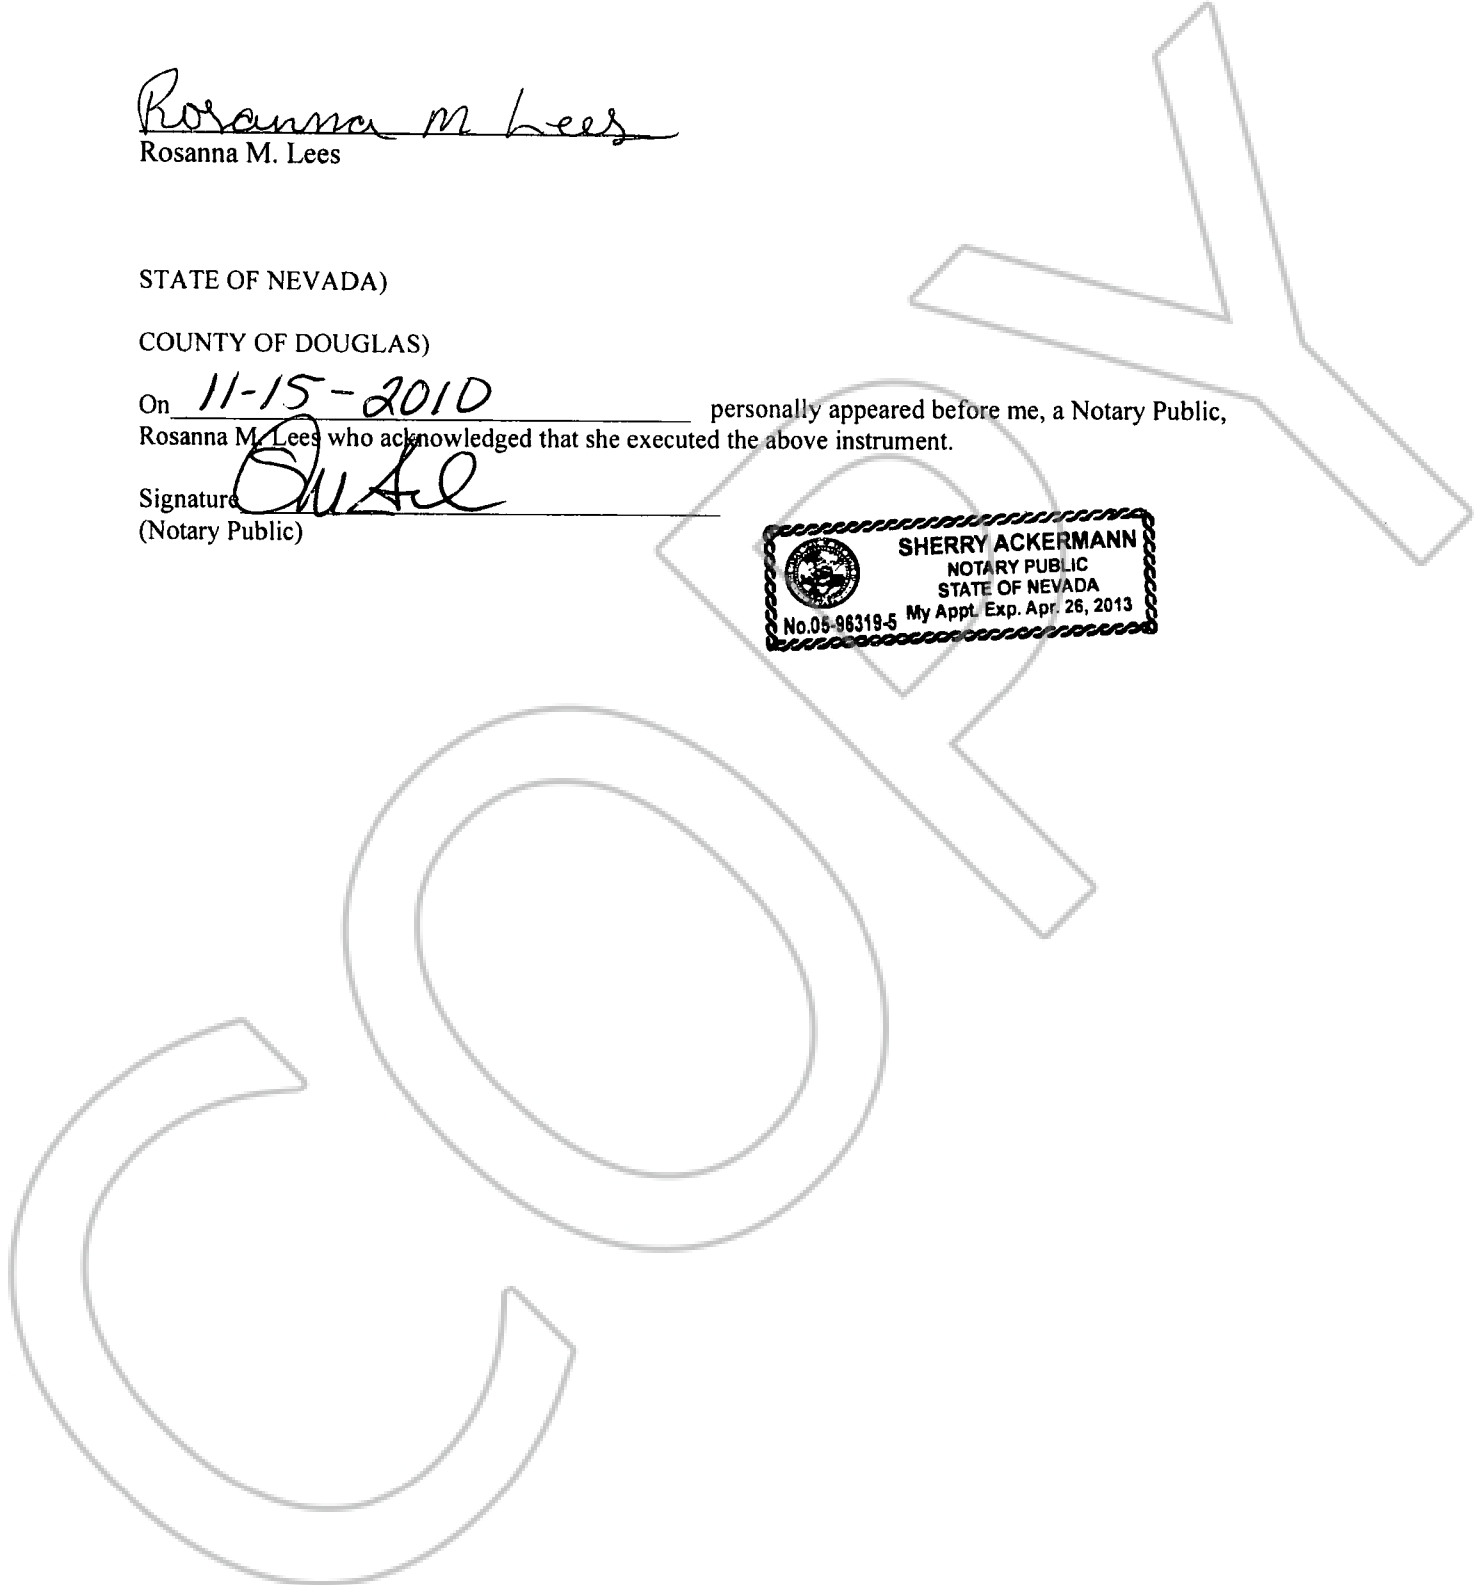 Rosanna M Lees
Rosanna M. Lees
STATE OF NEVADA)
COUNTY OF DOUGLAS)
On 11-15-2010 personally appeared before me, a Notary Public,
Rosanna M. Lees who acknowledged that she executed the above instrument.
Signature
(Notary Public)
SHERRY ACKERMANN
NOTARY PUBLIC
STATE OF NEVADA
My Appt. Exp. Apr. 26, 2013
No.05-96319-5
COPY